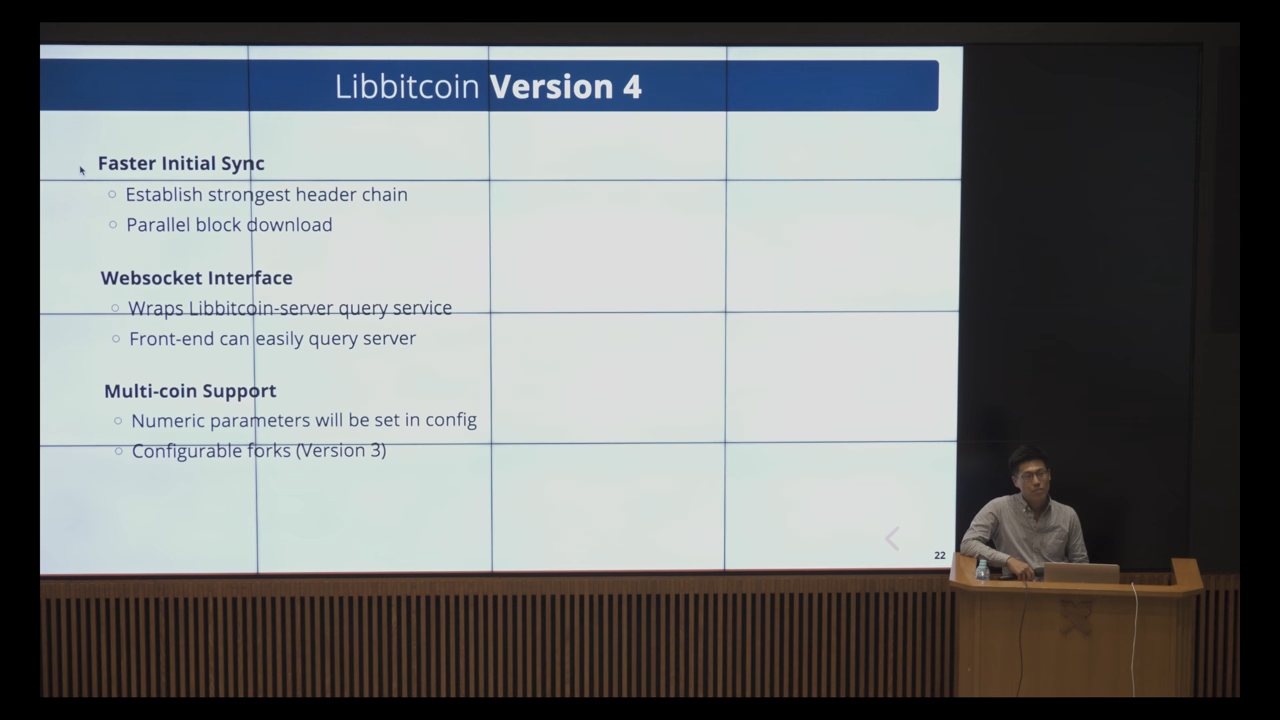 Libbitcoin Version 4
Faster Initial Sync
Establish strongest header chain
Parallel block download
Websocket Interface
Wraps Libbitcoin-server query service
Front-end can easily query server
Multi-coin Support
Numeric parameters will be set in config
Configurable forks (Version 3)
22